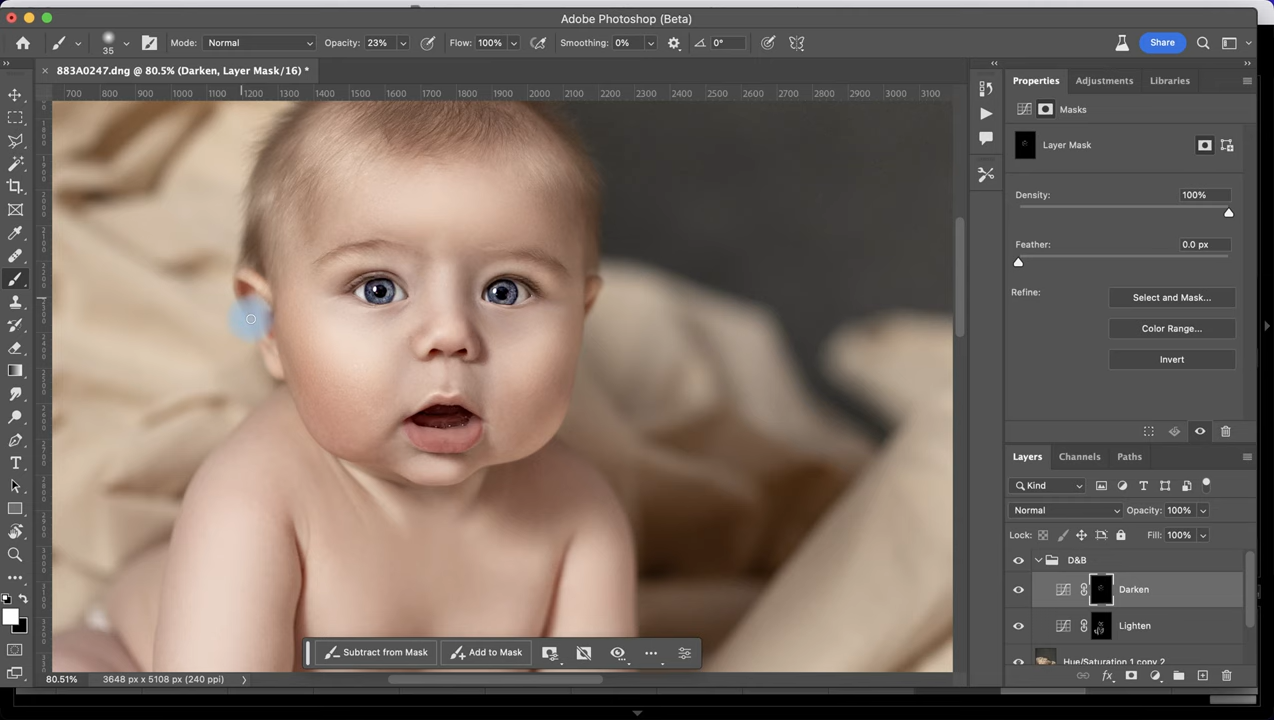 Adobe Photoshop (Beta)
35 Mode: Normal Opacity: 23% Flow: 100% Smoothing: 0% 0° Share
883A0247.dng @ 80.5% (Darken, Layer Mask/16) *
700 800 900 1000 1100 1200 1300 1400 1500 1600 1700 1800 1900 2000 2100 2200 2300 2400 2500 2600 2700 2800 2900 3000 3100
Properties Adjustments Libraries
Masks
Layer Mask
Density: 100%
Feather: 0.0 px
Refine: Select and Mask...
Color Range...
Invert
Layers Channels Paths
Kind
Normal Opacity: 100%
Lock: Fill: 100%
D&B
Darken
Lighten
Hue/Saturation 1 copy 2
Subtract from Mask Add to Mask
80.51% 3648 px x 5108 px (240 ppi)